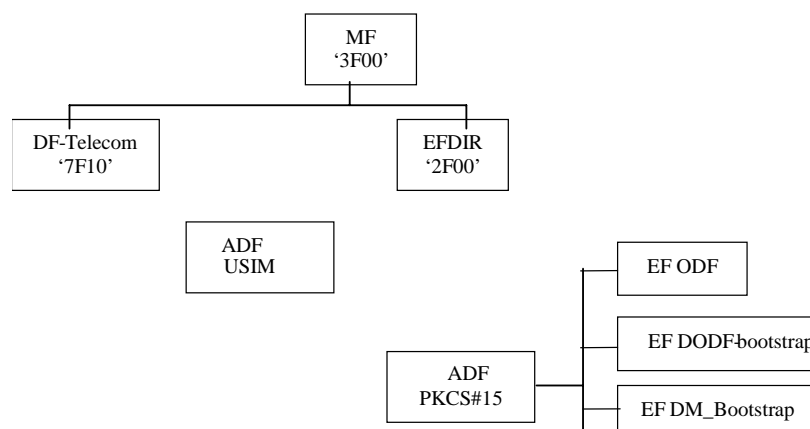 MF
‘3F00’
DF-Telecom
‘7F10’
EFDIR
‘2F00’
ADF
USIM
EF ODF
EF DODF-bootstrap
ADF
PKCS#15
EF DM_Bootstrap